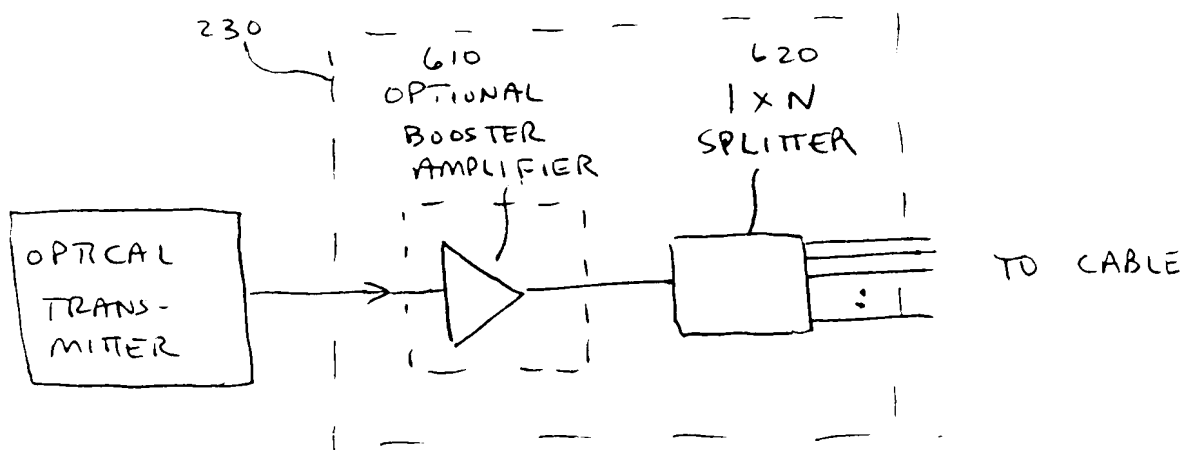 230
610
OPTIONAL
BOOSTER
AMPLIFIER
620
1 × N
SPLITTER
OPTICAL
TRANS-
MITTER
TO CABLE